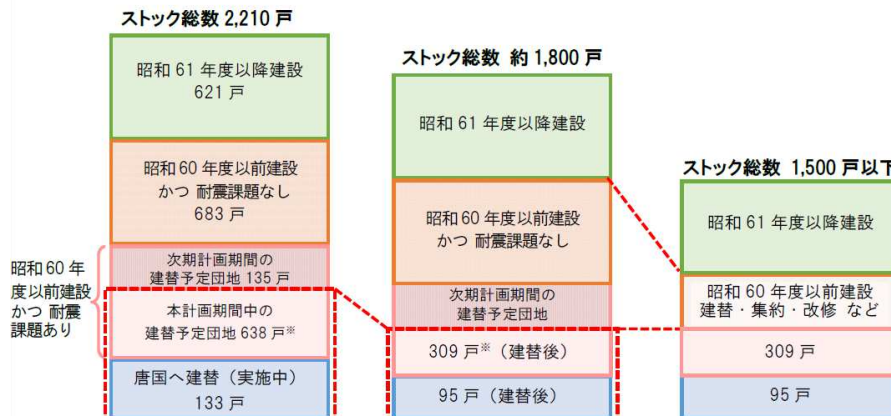 ストック総数 2,210 戸
昭和 61 年度以降建設
621 戸
昭和 60 年度以前建設
かつ 耐震課題なし
683 戸
次期計画期間の
建替予定団地 135 戸
昭和 60 年
度以前建設
かつ 耐震
課題あり
本計画期間中の
建替予定団地 638 戸※
唐国へ建替（実施中）
133 戸
ストック総数 約 1,800 戸
昭和 61 年度以降建設
昭和 60 年度以前建設
かつ 耐震課題なし
次期計画期間の
建替予定団地
309 戸※（建替後）
95 戸（建替後）
ストック総数 1,500 戸以下
昭和 61 年度以降建設
昭和 60 年度以前建設
建替・集約・改修 など
309 戸
95 戸